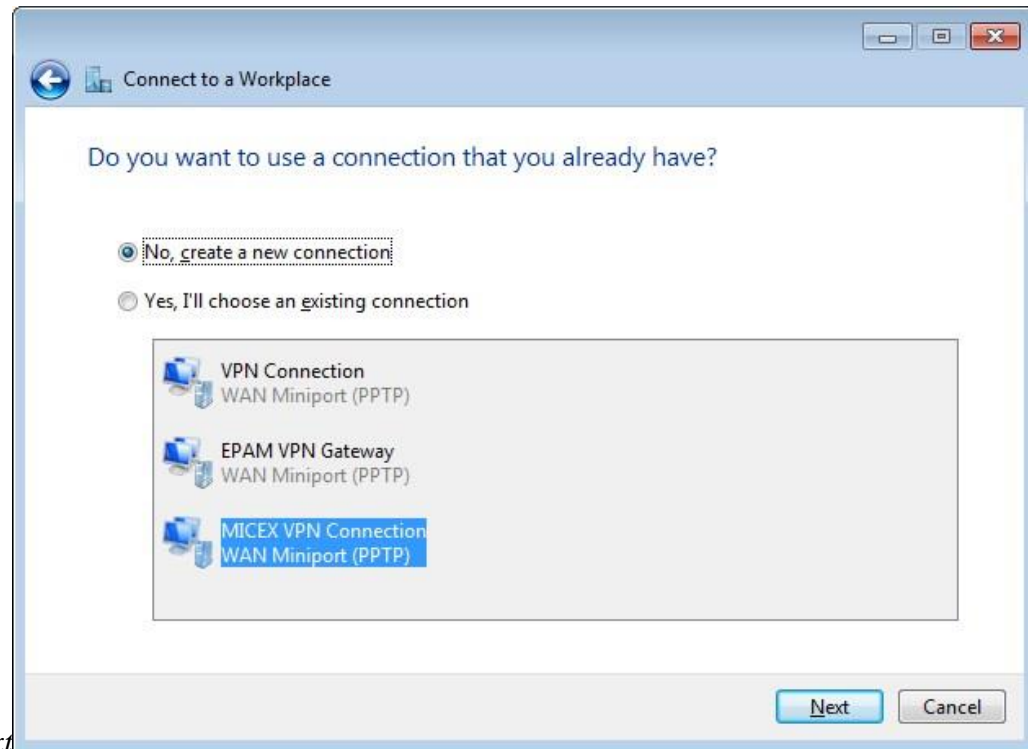 Connect to a Workplace
Do you want to use a connection that you already have?
No, create a new connection
Yes, I'll choose an existing connection
VPN Connection
WAN Miniport (PPTP)
EPAM VPN Gateway
WAN Miniport (PPTP)
MICEX VPN Connection
WAN Miniport (PPTP)
Next
Cancel